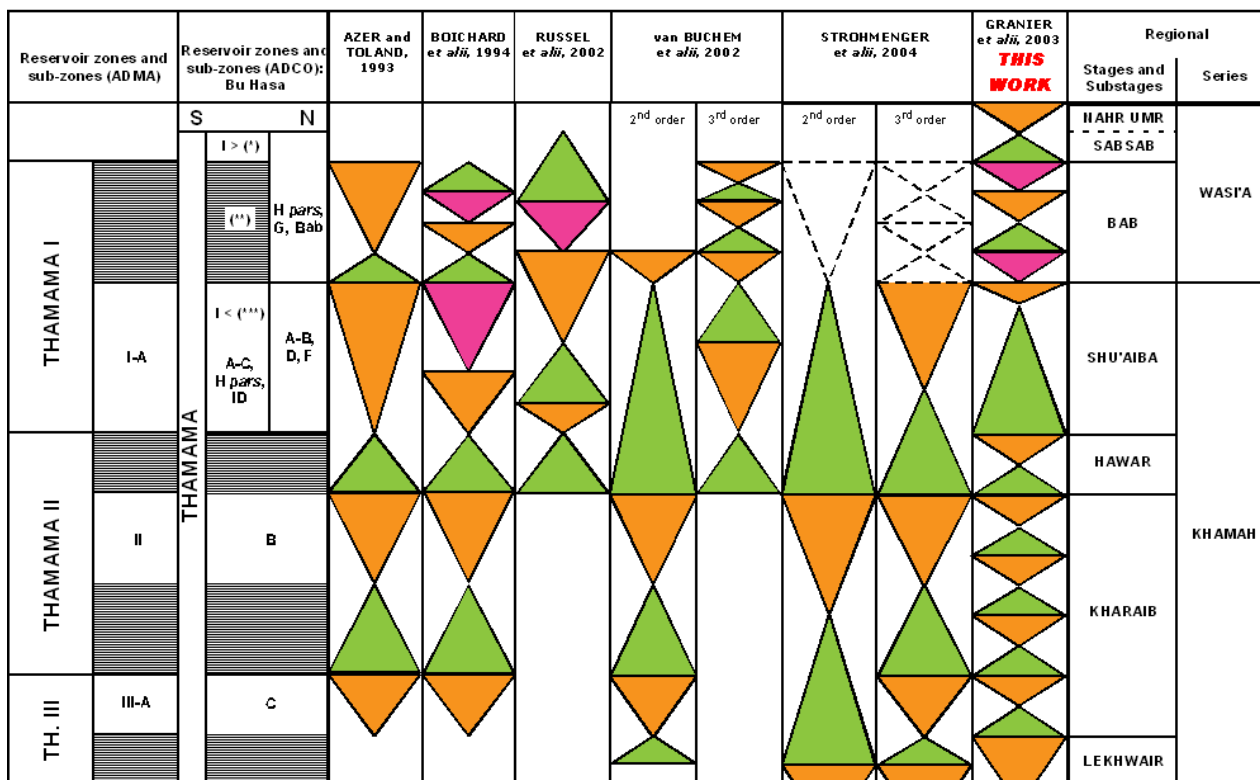 Reservoir zones and
sub-zones (ADMA)
Reservoir zones and
sub-zones (ADCO):
Bu Hasa
AZER and
TOLAND,
1993
BOICHARD
et alii, 1994
RUSSEL
et alii, 2002
van BUCHEM
et alii, 2002
STROHMENGER
et alii, 2004
GRANIER
et alii, 2003
THIS
WORK
Regional
Stages and
Substages
Series
S N
2nd order
3rd order
2nd order
3rd order
NAHR UMR
I > (*)
SABSAB
WASI'A
THAMAMA I
(**)
H pars,
G, Bab
BAB
I-A
I < (***)
A-C,
H pars,
ID
A-B,
D, F
SHU'AIBA
THAMAMA
HAWAR
THAMAMA II
II
B
KHAMAH
KHARAIB
TH. III
III-A
C
LEKHWAIR